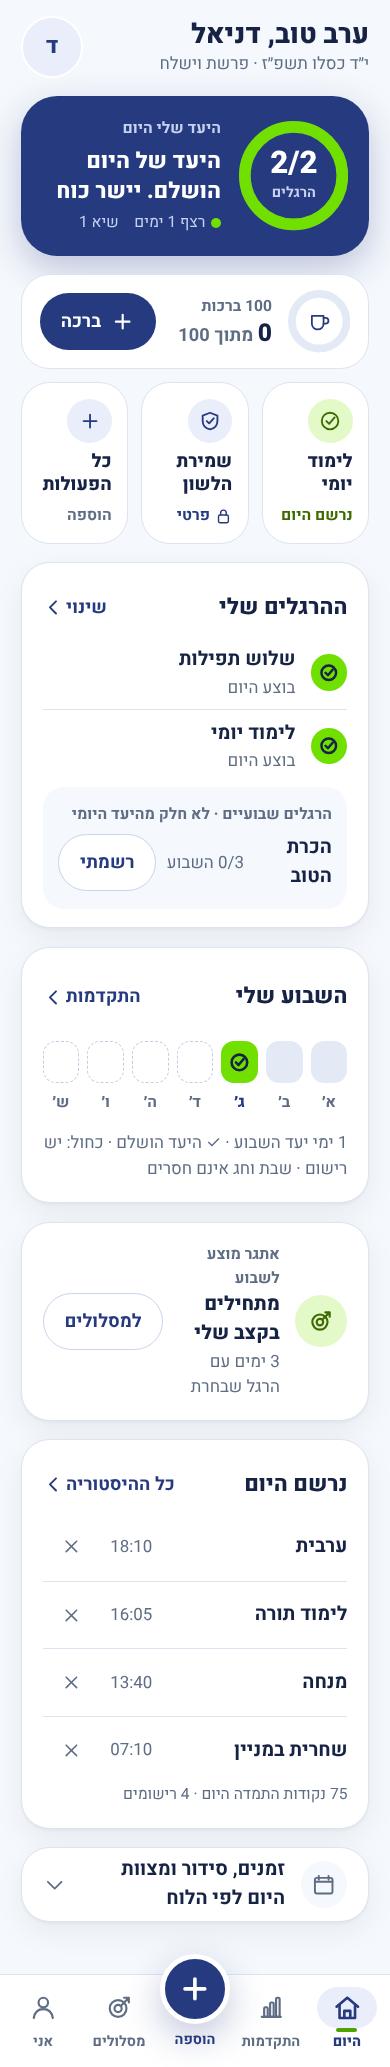 ערב טוב, דניאל
ד
י״ד כסלו תשפ״ז · פרשת וישלח
2/2
הרגלים
היעד שלי היום
היעד של היום
הושלם. יישר כוח
רצף 1 ימים
שיא 1
100 ברכות
0 מתוך 100
ברכה
לימוד
יומי
נרשם היום
שמירת
הלשון
פרטי
כל
הפעולות
הוספה
ההרגלים שלי
שינוי
שלוש תפילות
בוצע היום
לימוד יומי
בוצע היום
הרגלים שבועיים · לא חלק מהיעד היומי
הכרת
הטוב
0/3 השבוע
רשמתי
השבוע שלי
התקדמות
א׳
ב׳
ג׳
ד׳
ה׳
ו׳
ש׳
1 ימי יעד השבוע · ✓ היעד הושלם · כחול: יש
רישום · שבת וחג אינם חסרים
אתגר מוצע
לשבוע
מתחילים
בקצב שלי
3 ימים עם
הרגל שבחרת
למסלולים
נרשם היום
כל ההיסטוריה
ערבית
18:10
לימוד תורה
16:05
מנחה
13:40
שחרית במניין
07:10
75 נקודות התמדה היום · 4 רישומים
זמנים, סידור ומצוות
היום לפי הלוח
היום
התקדמות
הוספה
מסלולים
אני